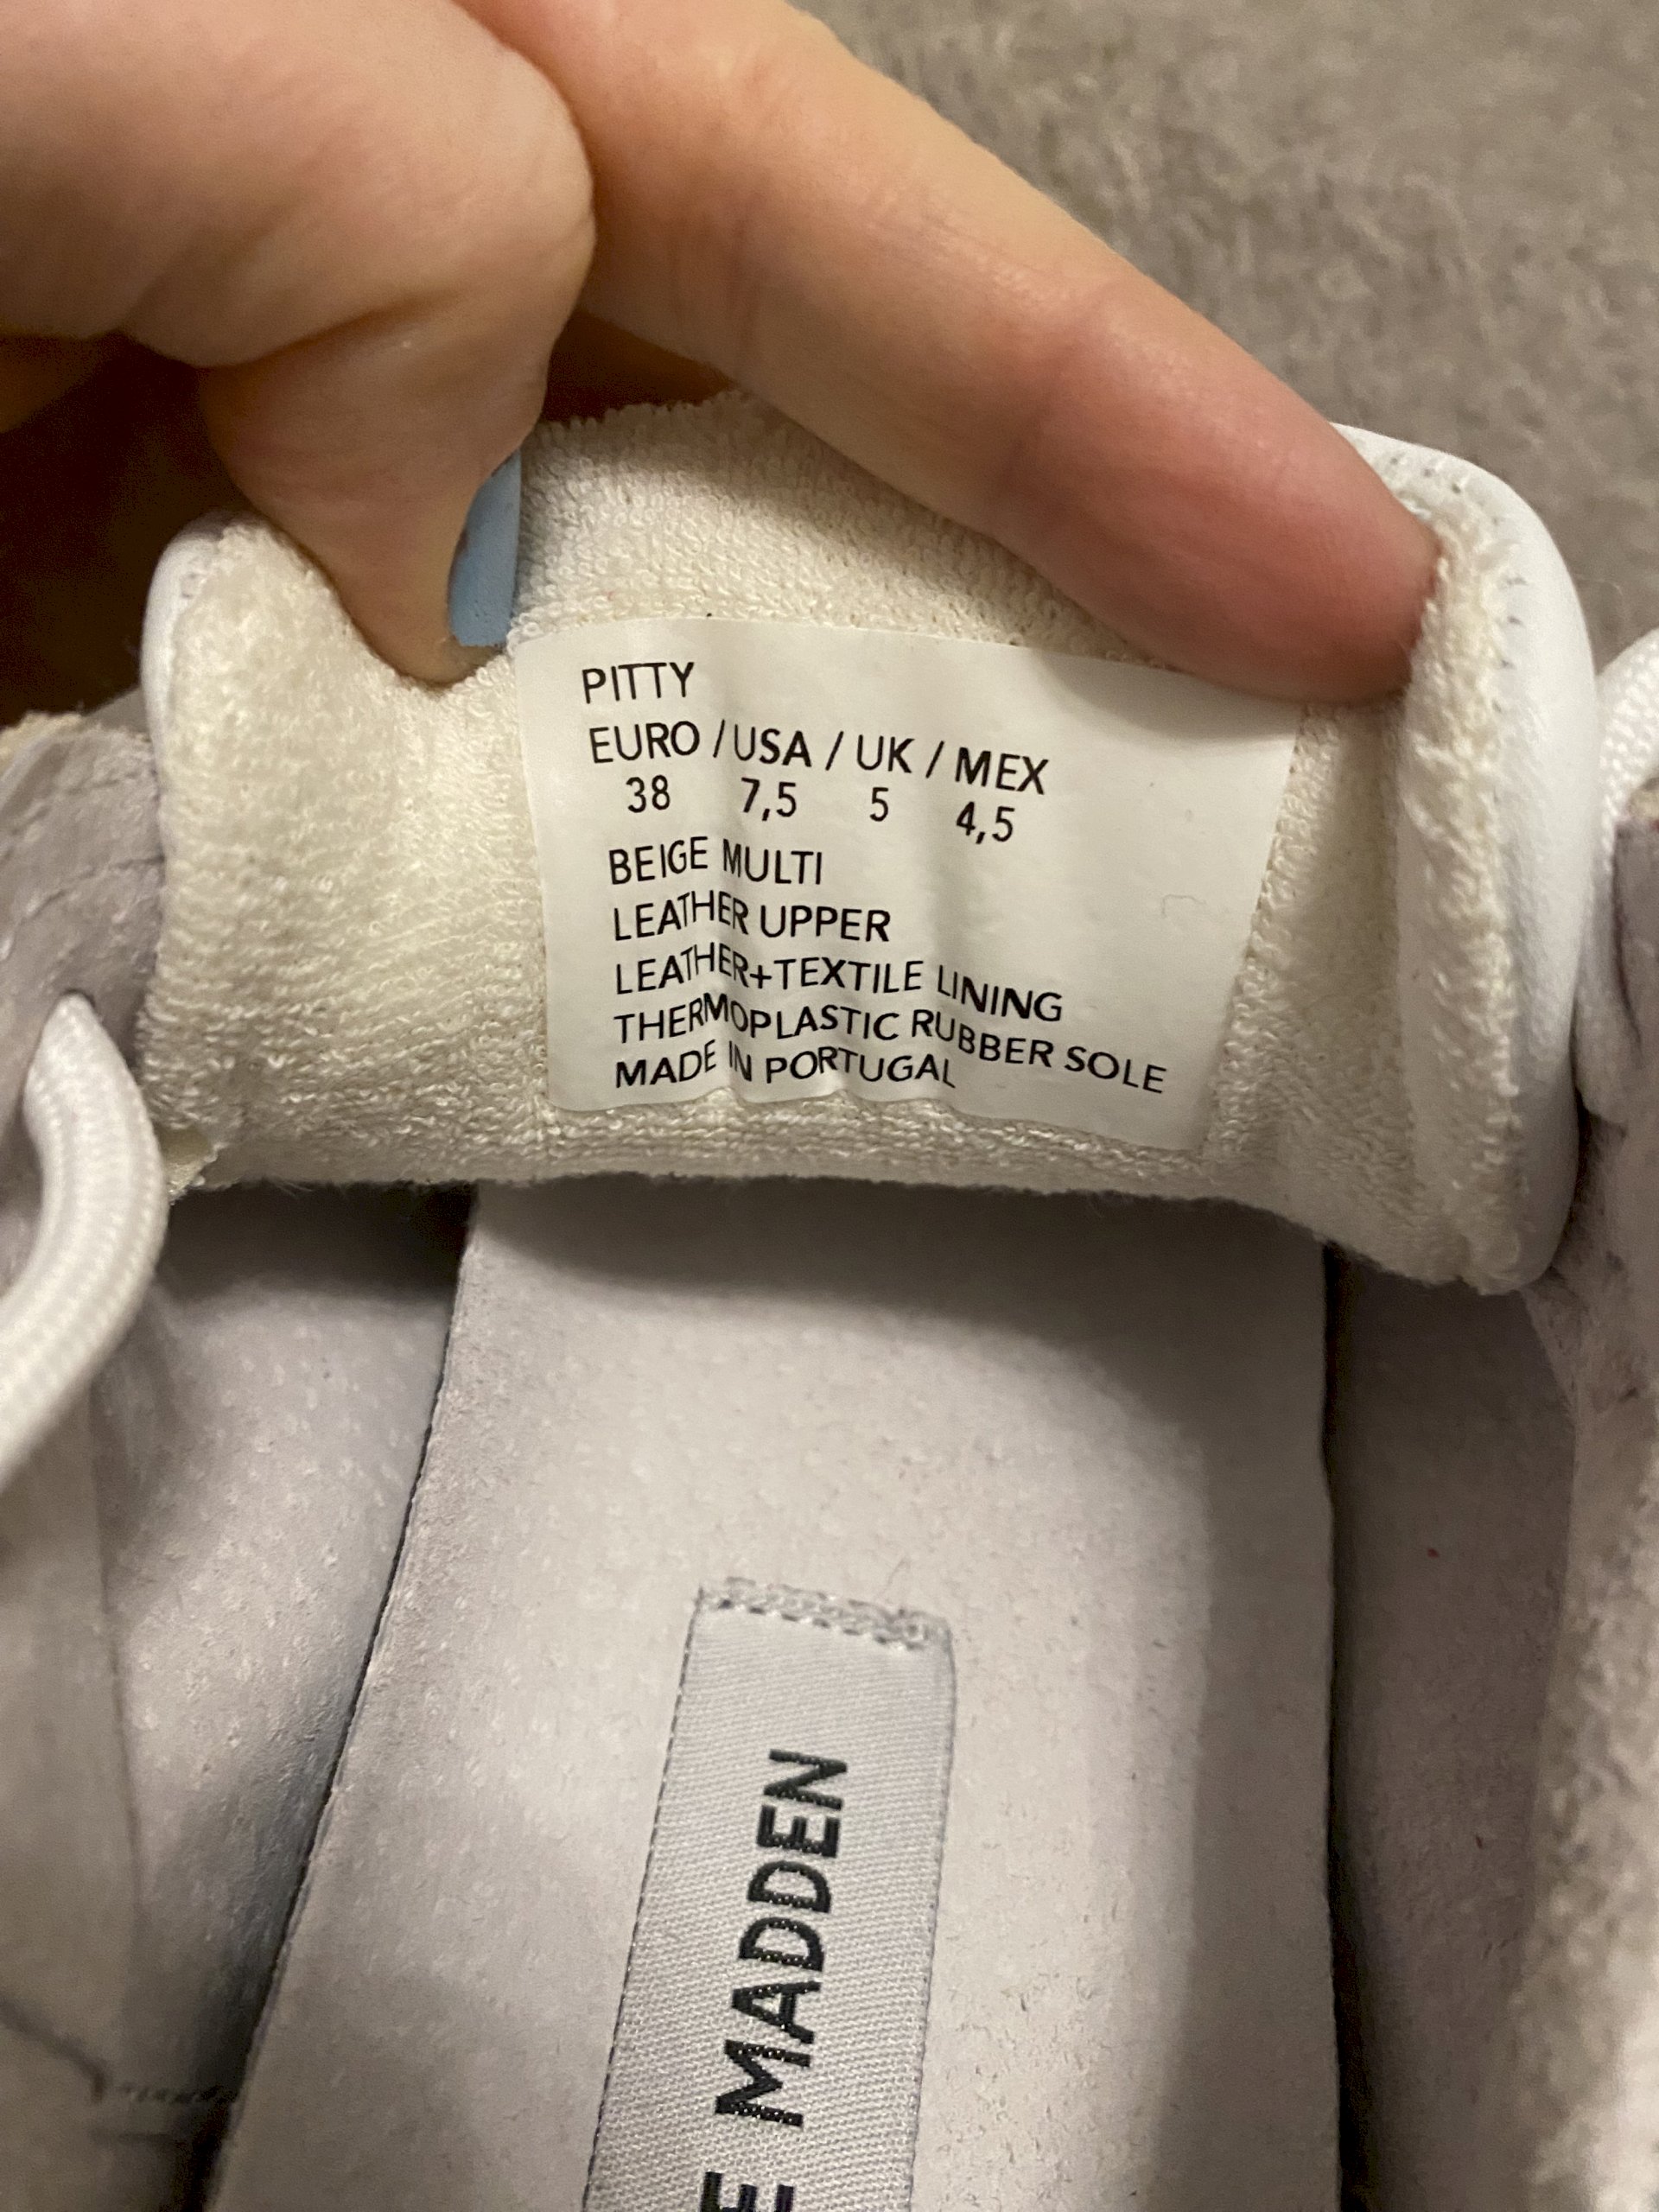 PITTY
EURO / USA / UK / MEX
38 7,5 5 4,5
BEIGE MULTI
LEATHER UPPER
LEATHER+TEXTILE LINING
THERMOPLASTIC RUBBER SOLE
MADE IN PORTUGAL
E MADDEN